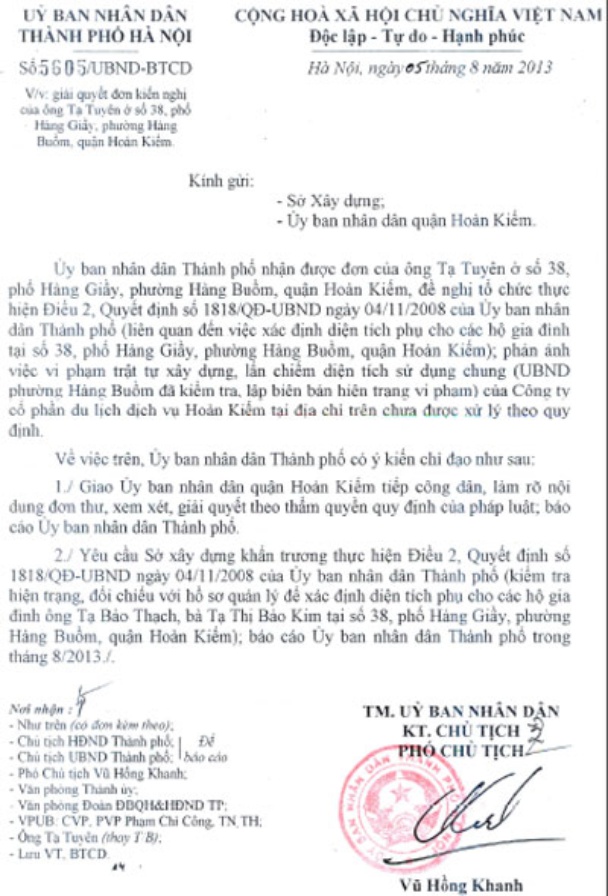 UỶ BAN NHÂN DÂN
THÀNH PHỐ HÀ NỘI
CỘNG HOÀ XÃ HỘI CHỦ NGHĨA VIỆT NAM
Độc lập - Tự do - Hạnh phúc
Số 5605/UBND-BTCD
Hà Nội, ngày 05 tháng 8 năm 2013
V/v: giải quyết đơn kiến nghị
của ông Tạ Tuyên ở số 38, phố
Hàng Giầy, phường Hàng
Buồm, quận Hoàn Kiếm.
Kính gửi:
- Sở Xây dựng;
- Ủy ban nhân dân quận Hoàn Kiếm.
Ủy ban nhân dân Thành phố nhận được đơn của ông Tạ Tuyên ở số 38,
phố Hàng Giầy, phường Hàng Buồm, quận Hoàn Kiếm, đề nghị tổ chức thực
hiện Điều 2, Quyết định số 1818/QĐ-UBND ngày 04/11/2008 của Ủy ban nhân
dân Thành phố (liên quan đến việc xác định diện tích phụ cho các hộ gia đình
tại số 38, phố Hàng Giầy, phường Hàng Buồm, quận Hoàn Kiếm); phản ánh
việc vi phạm trật tự xây dựng, lấn chiếm diện tích sử dụng chung (UBND
phường Hàng Buồm đã kiểm tra, lập biên bản hiện trạng vi phạm) của Công ty
cổ phần du lịch dịch vụ Hoàn Kiếm tại địa chỉ trên chưa được xử lý theo quy
định.
Về việc trên, Ủy ban nhân dân Thành phố có ý kiến chỉ đạo như sau:
1./ Giao Ủy ban nhân dân quận Hoàn Kiếm tiếp công dân, làm rõ nội
dung đơn thư, xem xét, giải quyết theo thẩm quyền quy định của pháp luật; báo
cáo Ủy ban nhân dân Thành phố.
2./ Yêu cầu Sở xây dựng khẩn trương thực hiện Điều 2, Quyết định số
1818/QĐ-UBND ngày 04/11/2008 của Ủy ban nhân dân Thành phố (kiểm tra
hiện trạng, đối chiếu với hồ sơ quản lý để xác định diện tích phụ cho các hộ gia
đình ông Tạ Bảo Thạch, bà Tạ Thị Bảo Kim tại số 38, phố Hàng Giầy, phường
Hàng Buồm, quận Hoàn Kiếm); báo cáo Ủy ban nhân dân Thành phố trong
tháng 8/2013./.
Nơi nhận:
- Như trên (có đơn kèm theo);
- Chủ tịch HĐND Thành phố; Để
- Chủ tịch UBND Thành phố; báo cáo
- Phó Chủ tịch Vũ Hồng Khanh;
- Văn phòng Thành ủy;
- Văn phòng Đoàn ĐBQH&HĐND TP;
- VPUB: CVP, PVP Phạm Chí Công, TN, TH;
- Ông Tạ Tuyên (thay TB);
- Lưu VT, BTCD.
TM. UỶ BAN NHÂN DÂN
KT. CHỦ TỊCH
PHÓ CHỦ TỊCH
Vũ Hồng Khanh